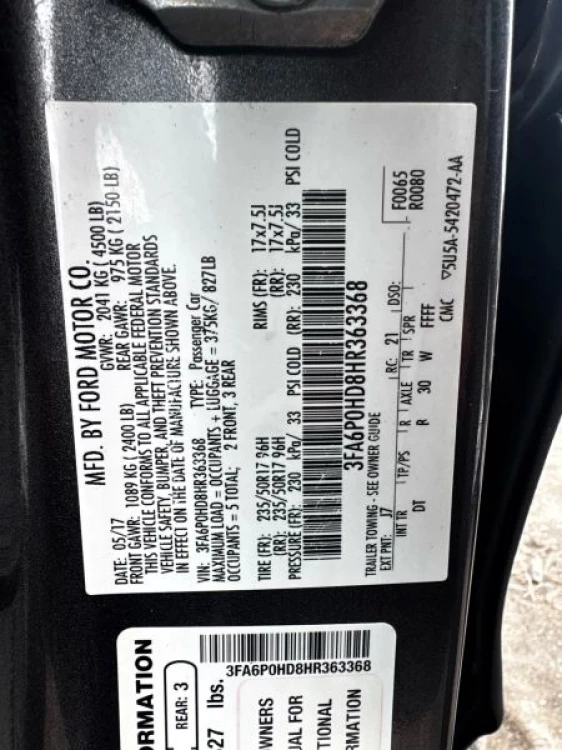 MFD. BY FORD MOTOR CO.
DATE: 05/17 GVWR: 2041 KG ( 4500 LB)
FRONT GAWR: 1089 KG ( 2400 LB) REAR GAWR: 975 KG ( 2150 LB)
THIS VEHICLE CONFORMS TO ALL APPLICABLE FEDERAL MOTOR
VEHICLE SAFETY, BUMPER, AND THEFT PREVENTION STANDARDS
IN EFFECT ON THE DATE OF MANUFACTURE SHOWN ABOVE.
VIN: 3FA6P0HD8HR363368 TYPE: Passenger Car
MAXIMUM LOAD = OCCUPANTS + LUGGAGE = 375KG/ 827LB
OCCUPANTS = 5 TOTAL; 2 FRONT, 3 REAR
TIRE (FR): 235/50R17 96H RIMS (FR): 17x7.5J
(RR): 235/50R17 96H (RR): 17x7.5J
PRESSURE (FR): 230 kPa/ 33 PSI COLD (RR): 230 kPa/ 33 PSI COLD
3FA6P0HD8HR363368
TRAILER TOWING - SEE OWNER GUIDE F0065
EXT PNT: J7 RC: 21 DSO: R0080
INT TR TP/PS R AXLE TR SPR
DT R 30 W FFFF
CMC ▽5U5A-5420472-AA
3FA6P0HD8HR363368
ORMATION
REAR: 3
27 lbs.
OWNERS
UAL FOR
ITIONAL
RMATION